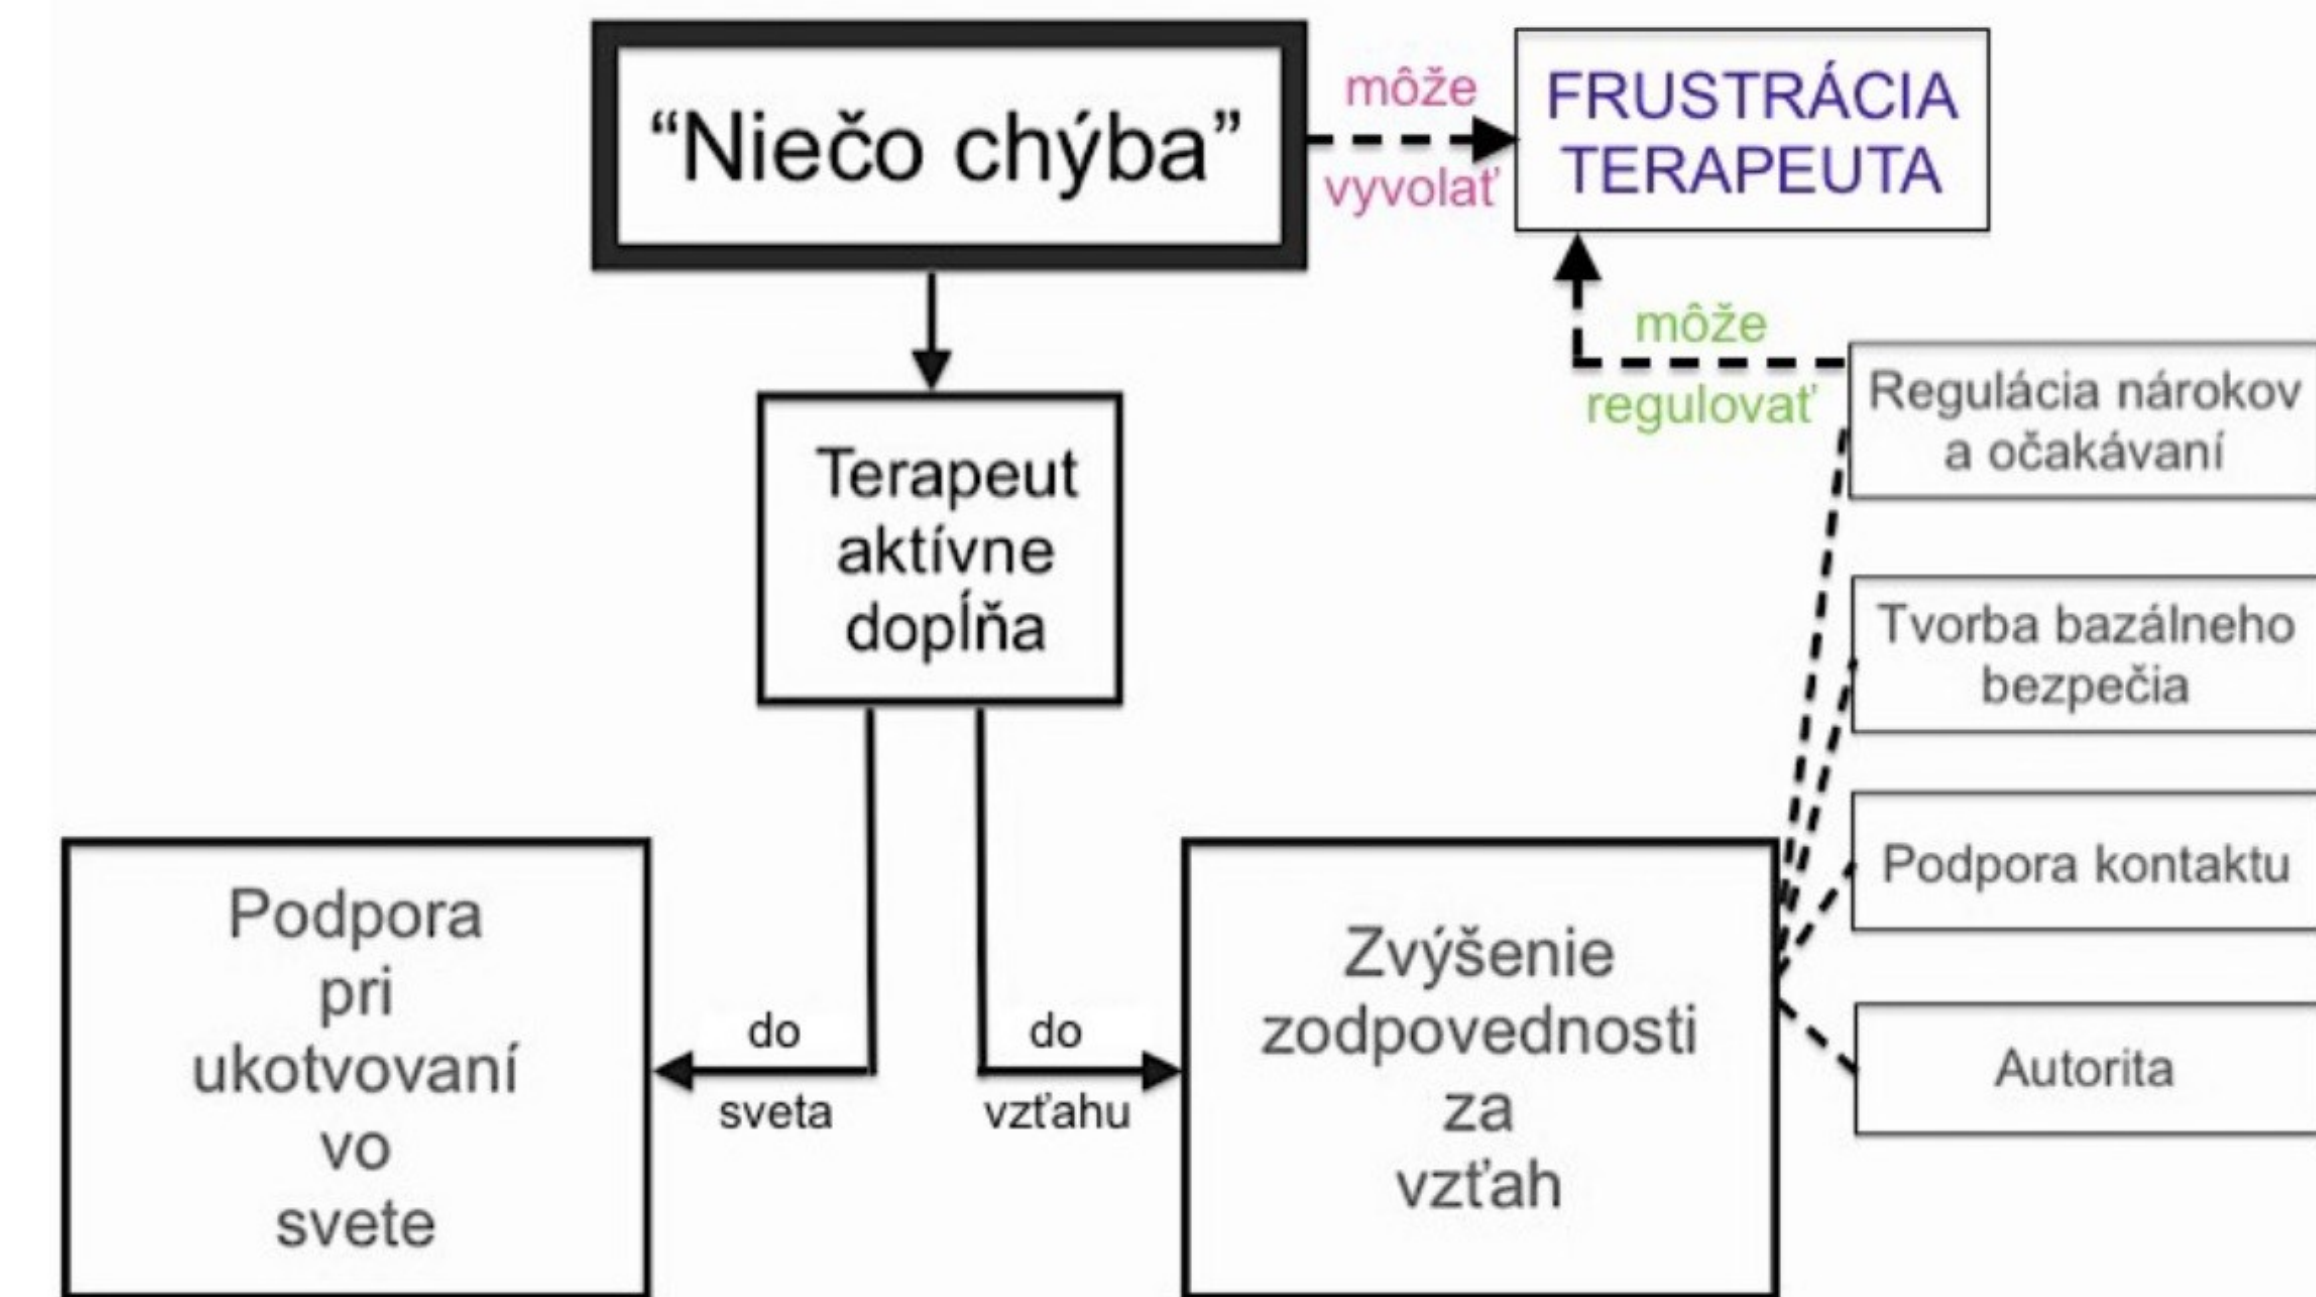 “Niečo chýba”
môže
vyvolať
FRUSTRÁCIA
TERAPEUTA
môže
regulovať
Regulácia nárokov
a očakávaní
Terapeut
aktívne
dopĺňa
Tvorba bazálneho
bezpečia
Podpora kontaktu
Autorita
Podpora
pri
ukotvovaní
vo
svete
do
sveta
do
vzťahu
Zvýšenie
zodpovednosti
za
vzťah